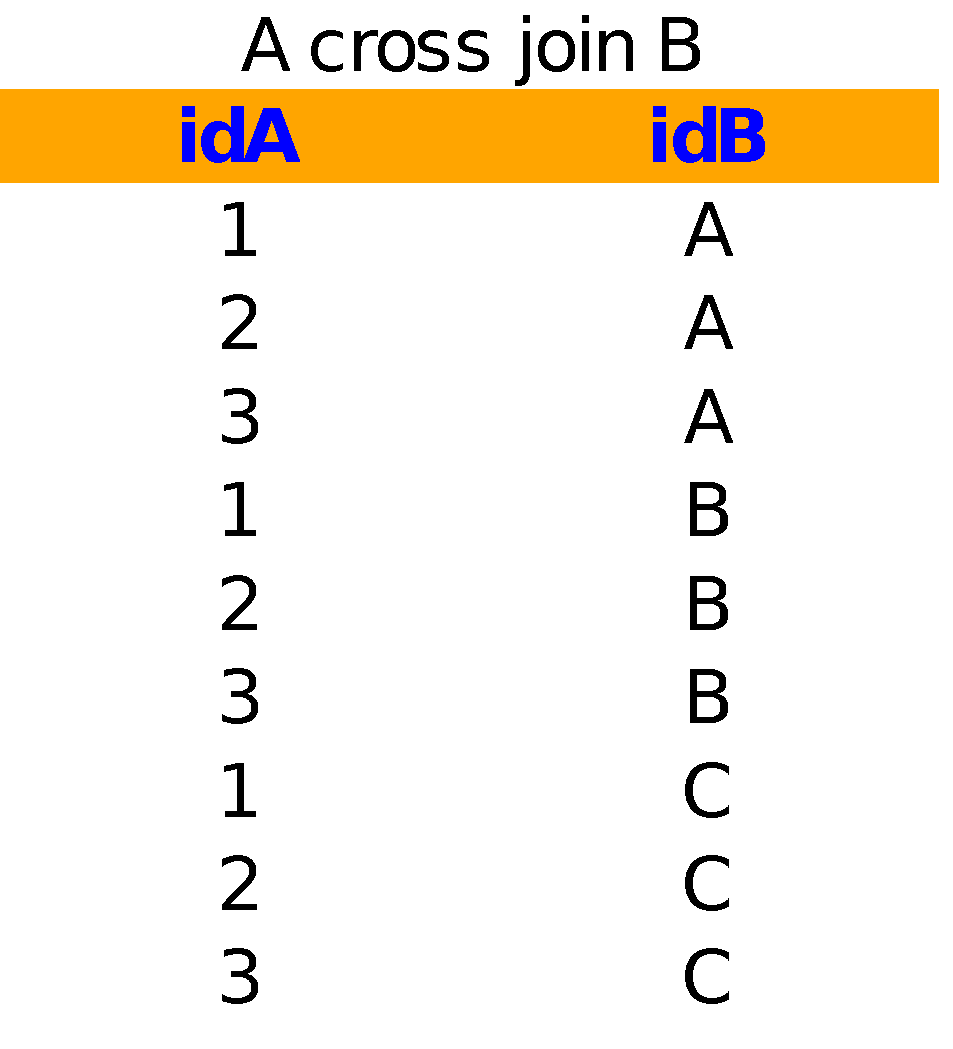 A cross join B
idA idB
1 A
2 A
3 A
1 B
2 B
3 B
1 C
2 C
3 C